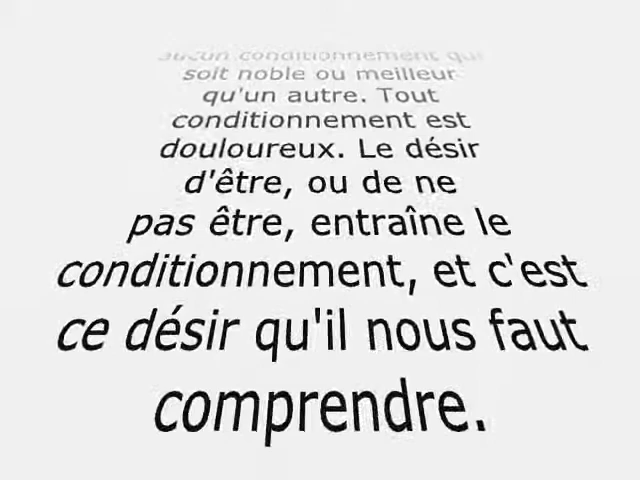 aucun conditionnement qui
soit noble ou meilleur
qu'un autre. Tout
conditionnement est
douloureux. Le désir
d'être, ou de ne
pas être, entraîne le
conditionnement, et c'est
ce désir qu'il nous faut
comprendre.